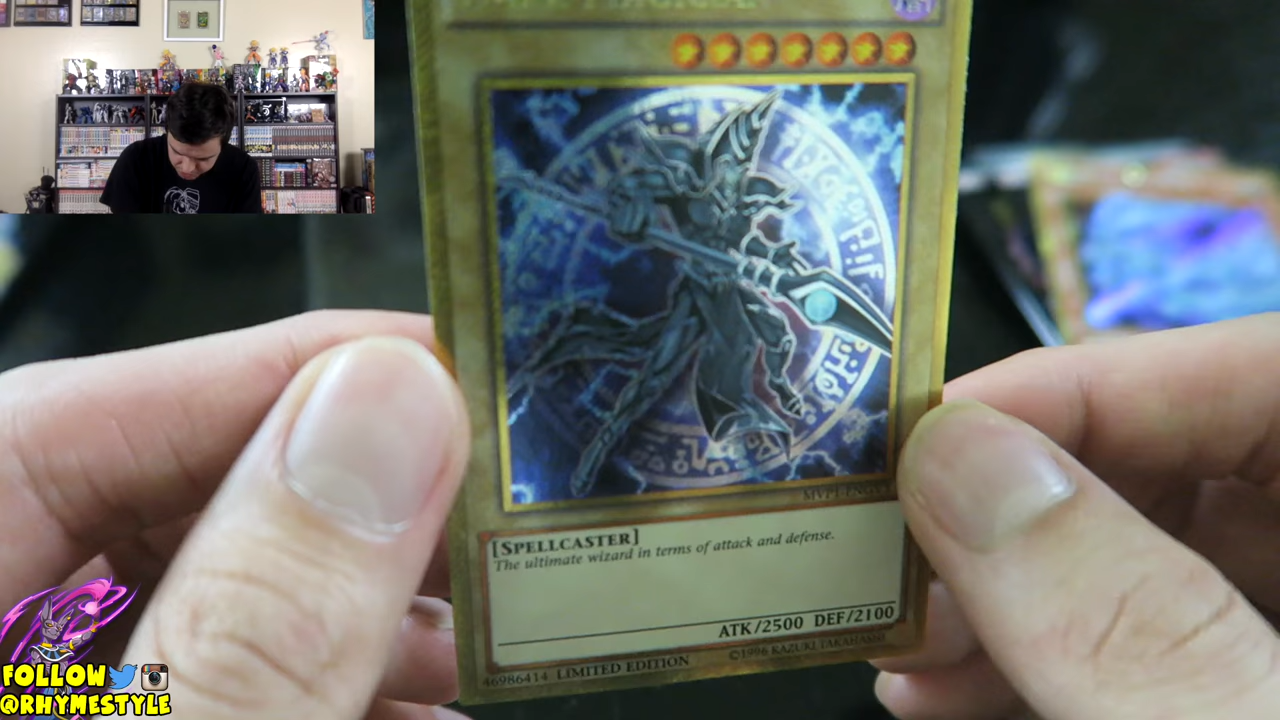 [SPELLCASTER]
The ultimate wizard in terms of attack and defense.
ATK/2500 DEF/2100
46986414 LIMITED EDITION ©1996 KAZUKI TAKAHASHI
FOLLOW
@RHYMESTYLE